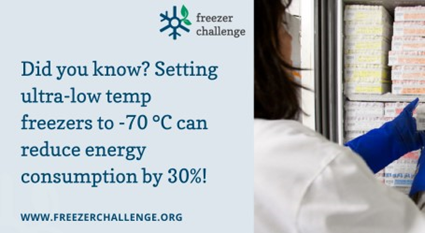 freezer
challenge
Did you know? Setting
ultra-low temp
freezers to -70 °C can
reduce energy
consumption by 30%!
WWW.FREEZERCHALLENGE.ORG